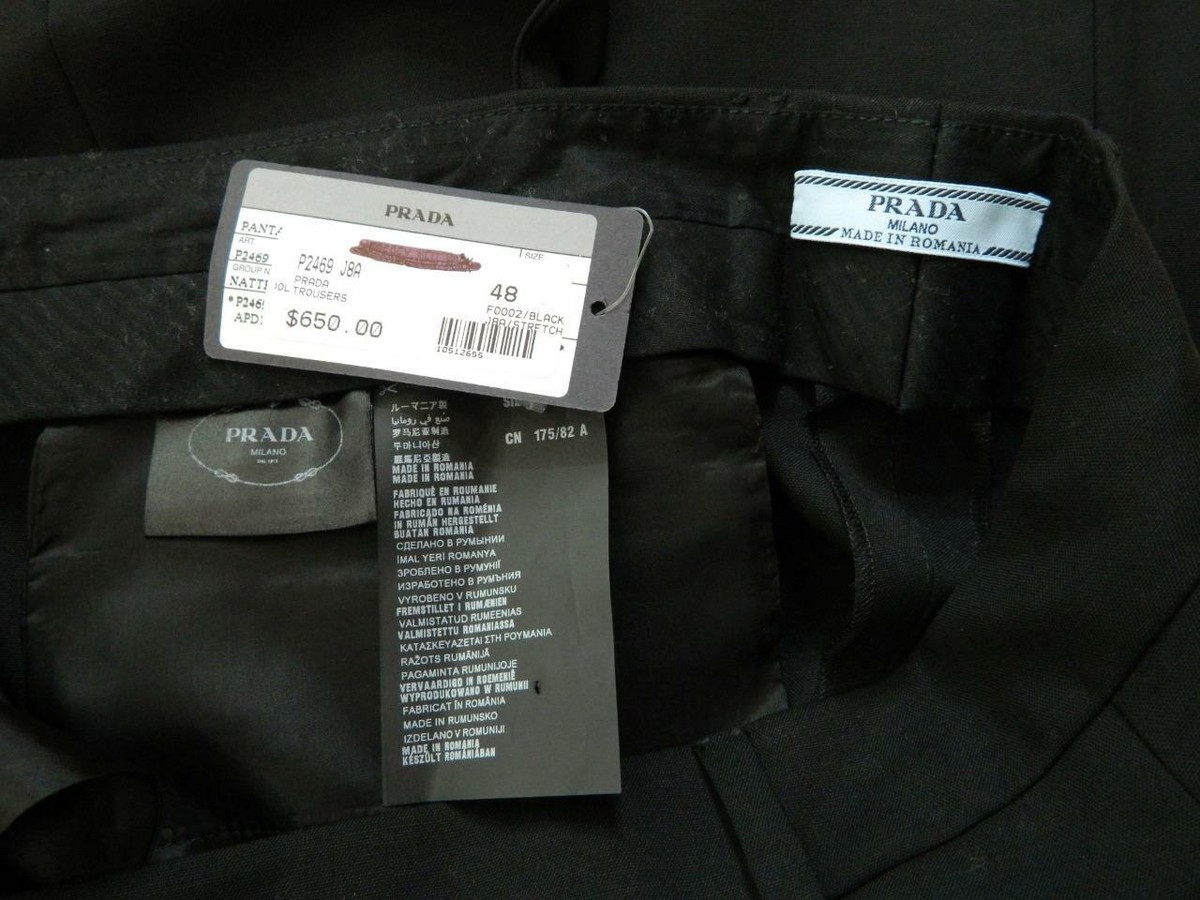 PRADA
PANTA
ART.
P2469
GROUP N
NATTI
*P246
APD
P2469 J8A
PRADA
OL TROUSERS
$650.00
SIZE
48
F0002/BLACK
J8A/STRETCH
10512655
PRADA
MILANO
MADE IN ROMANIA
PRADA
MILANO
ルーマニア製
صنع في رومانيا
罗马尼亚制造
루마니아산
羅馬尼亞製造
MADE IN ROMANIA
MADE IN ROMANIA
FABRIQUÉ EN ROUMANIE
HECHO EN RUMANIA
FABRICADO NA ROMÉNIA
IN RUMÄN HERGESTELLT
BUATAN ROMANIA
СДЕЛАНО В РУМЫНИИ
IMAL YERI ROMANYA
ЗРОБЛЕНО В РУМУНІЇ
ИЗРАБОТЕНО В РУМЪНИЯ
VYROBENO V RUMUNSKU
FREMSTILLET I RUMÆNIEN
VALMISTATUD RUMEENIAS
VALMISTETTU ROMANIASSA
ΚΑΤΑΣΚΕΥΑΖΕΤΑΙ ΣΤΗ ΡΟΥΜΑΝΙΑ
RAŽOTS RUMĀNIJĀ
PAGAMINTA RUMUNIJOJE
VERVAARDIGD IN ROEMENIË
WYPRODUKOWANO W RUMUNII
FABRICAT ÎN ROMÂNIA
MADE IN RUMUNSKO
IZDELANO V ROMUNIJI
MADE IN ROMANIA
KÉSZÜLT ROMÁNIÁBAN
CN 175/82 A